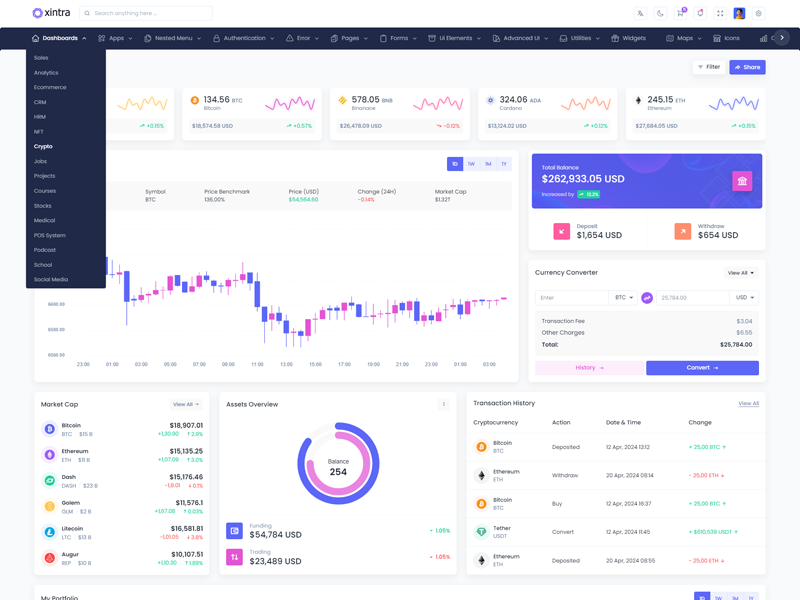 xintra
Search anything here ...
5
Dashboards
Apps
Nested Menu
Authentication
Error
Pages
Forms
Ui Elements
Advanced UI
Utilities
Widgets
Maps
Icons
Sales
Analytics
Ecommerce
CRM
HRM
NFT
Crypto
Jobs
Projects
Courses
Stocks
Medical
POS System
Podcast
School
Social Media
Filter
Share
+0.15%
134.56 BTC
Bitcoin
$18,574.58 USD
+0.57%
578.05 BNB
Binanace
$26,478.09 USD
-0.12%
324.06 ADA
Cardano
$13,124.02 USD
+0.12%
245.15 ETH
Ethereum
$27,684.05 USD
+0.15%
1D 1W 1M 1Y
Symbol
BTC
Price Benchmark
136,00%
Price (USD)
$54,564.60
Change (24H)
-0.14%
Market Cap
$1.32T
6600.00
6580.00
6560.00
23:00 01:00 03:00 05:00 07:00 09:00 11:00 13:00 15:00 17:00 19:00 21:00 23:00 01:00 03:00
Total Balance
$262,933.05 USD
Increased by
Deposit
$1,654 USD
Withdraw
$654 USD
Currency Converter
View All
Enter
BTC
25,784.00
USD
Transaction Fee $3.04
Other Charges $6.55
Total: $25,784.00
History
Convert
Market Cap
View All
Bitcoin $18,907.01
BTC $15 B +1,30.90 2.9%
Ethereum $15,135.25
ETH $11 B +1,07.09 3.0%
Dash $15,176.46
DASH $23 B -1,8.01 0.1%
Golem $11,576.1
GLM $2 B +1,67.08 0.03%
Litecoin $16,581.81
LTC $13 B -1,01.05 3.8%
Augur $10,107.51
REP $10 B +1,10.30 1.89%
Assets Overview
Balance
254
Funding
$54,784 USD
1.05%
Trading
$23,489 USD
1.05%
Transaction History
View All
Cryptocurrency Action Date & Time Change
Bitcoin
BTC
Deposited 12 Apr, 2024 13:12 + 25,00 BTC
Ethereum
ETH
Withdraw 20 Apr, 2024 08:14 - 25,00 ETH
Bitcoin
BTC
Buy 12 Apr, 2024 16:37 + 25,00 BTC
Tether
USDT
Convert 12 Apr, 2024 11:45 + $610,539 USDT
Ethereum
ETH
Deposited 20 Apr, 2024 08:55 - 25,00 ETH
My Portfolio
1D 1W 1M 1Y